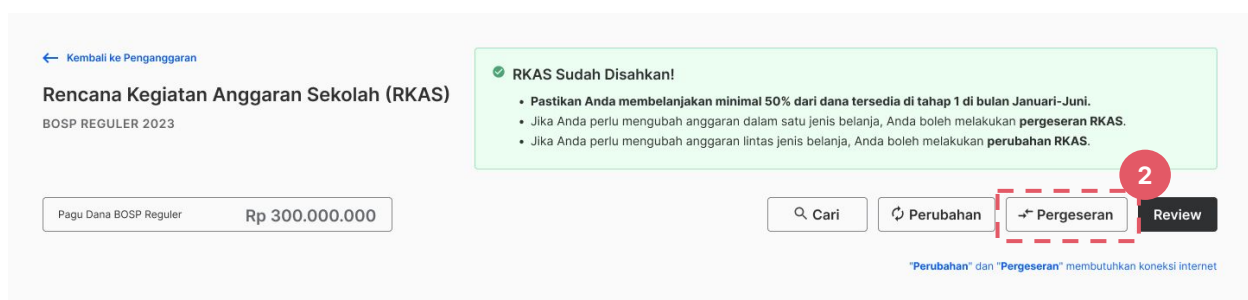 Kembali ke Penganggaran
Rencana Kegiatan Anggaran Sekolah (RKAS)
BOSP REGULER 2023
RKAS Sudah Disahkan!
• Pastikan Anda membelanjakan minimal 50% dari dana tersedia di tahap 1 di bulan Januari-Juni.
• Jika Anda perlu mengubah anggaran dalam satu jenis belanja, Anda boleh melakukan pergeseran RKAS.
• Jika Anda perlu mengubah anggaran lintas jenis belanja, Anda boleh melakukan perubahan RKAS.
2
Pagu Dana BOSP Reguler Rp 300.000.000
Cari Perubahan Pergeseran Review
"Perubahan" dan "Pergeseran" membutuhkan koneksi internet